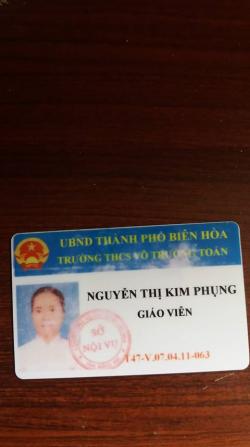 UBND THÀNH PHỐ BIÊN HÒA
TRƯỜNG THCS VÕ TRƯỜNG TOẢN
NGUYỄN THỊ KIM PHỤNG
GIÁO VIÊN
SỞ
NỘI VỤ
147-V.07.04.11-063